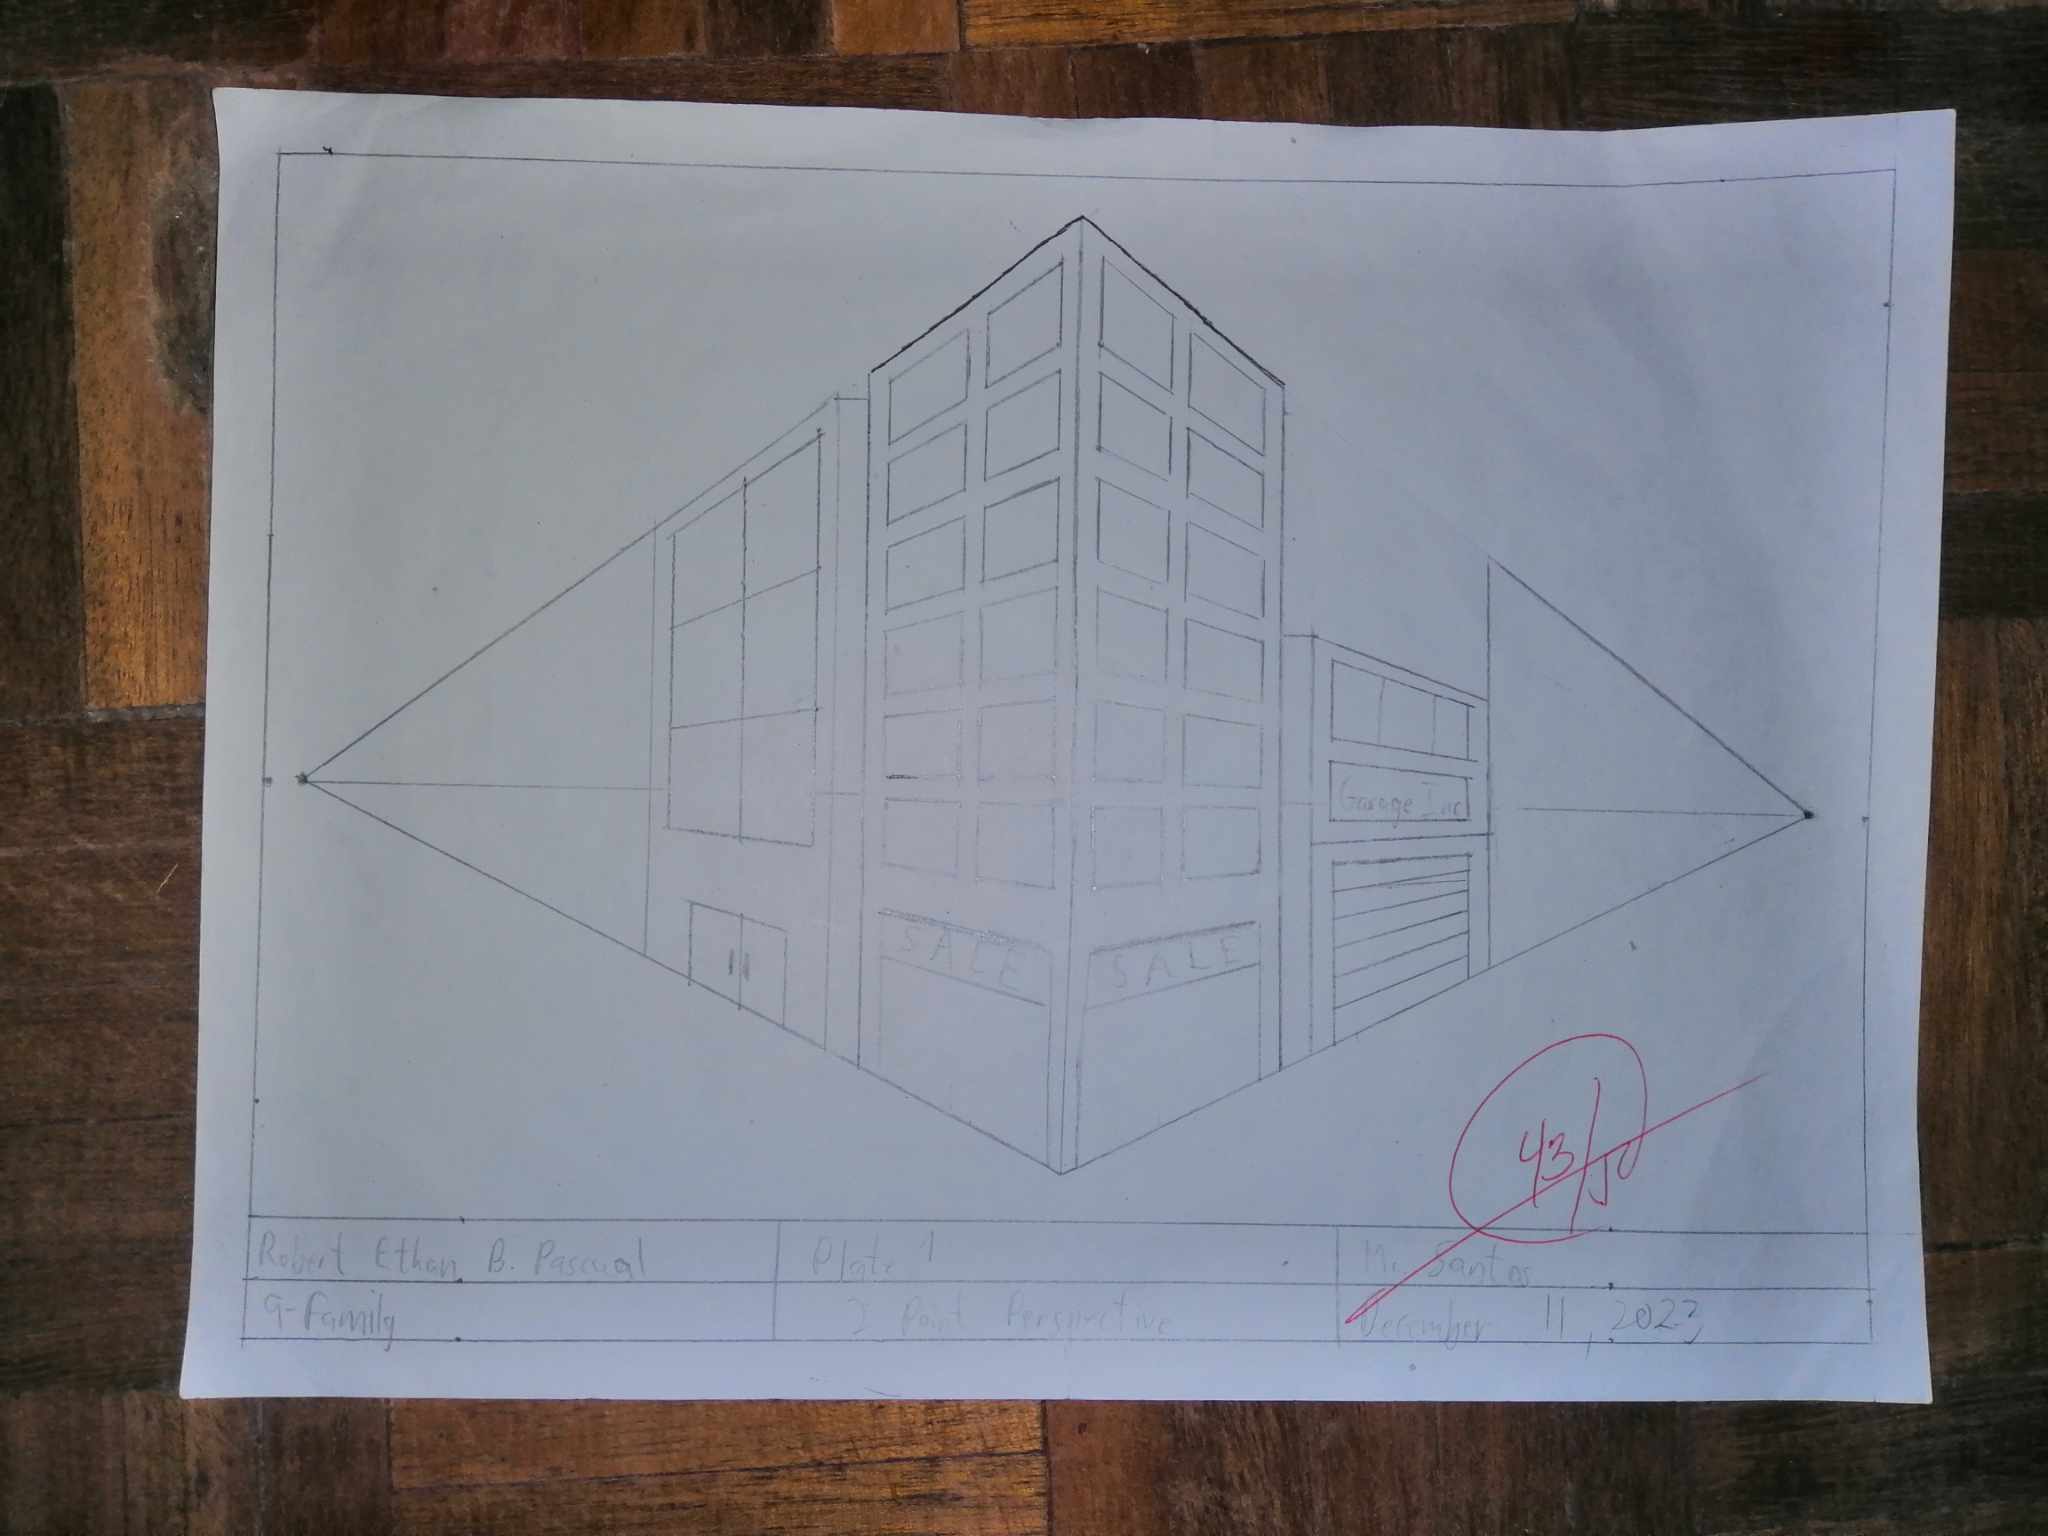 Garage Inc
SALE SALE
43/50
Robert Ethan B. Pascual Plate 1 Mr. Santos
9-Family 2 Point Perspective December 11, 2023